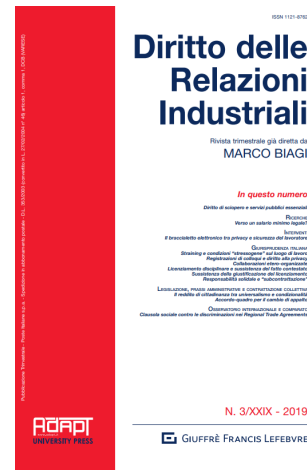 ISSN 1121-8762
Diritto delle
Relazioni
Industriali
Rivista trimestrale già diretta da
MARCO BIAGI
In questo numero
Diritto di sciopero e servizi pubblici essenziali
RICERCHE
Verso un salario minimo legale?
INTERVENTI
Il braccialetto elettronico tra privacy e sicurezza del lavoratore
GIURISPRUDENZA ITALIANA
Straining e condizioni "stressogene" sul luogo di lavoro
Registrazioni di colloqui e diritto alla privacy
Collaborazioni etero-organizzate
Licenziamento disciplinare e sussistenza del fatto contestato
Sussistenza della giustificazione del licenziamento
Responsabilità solidale e "subcontribuzione"
LEGISLAZIONE, PRASSI AMMINISTRATIVE E CONTRATTAZIONE COLLETTIVA
Il reddito di cittadinanza tra universalismo e condizionalità
Accordo-quadro per il cambio di appalto
OSSERVATORIO INTERNAZIONALE E COMPARATO
Clausola sociale contro le discriminazioni nei Regional Trade Agreements
N. 3/XXIX - 2019
GIUFFRÈ FRANCIS LEFEBVRE
ADAPT
UNIVERSITY PRESS